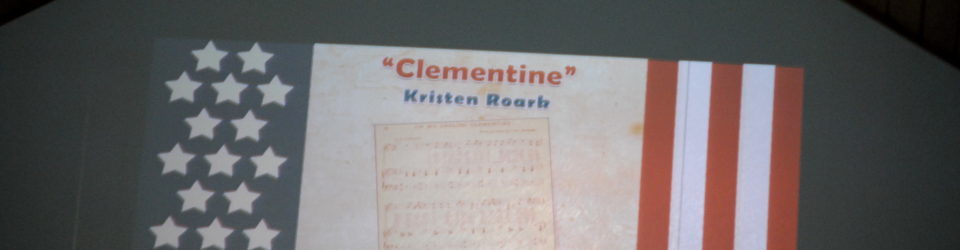 “Clementine”
Kristen Roark